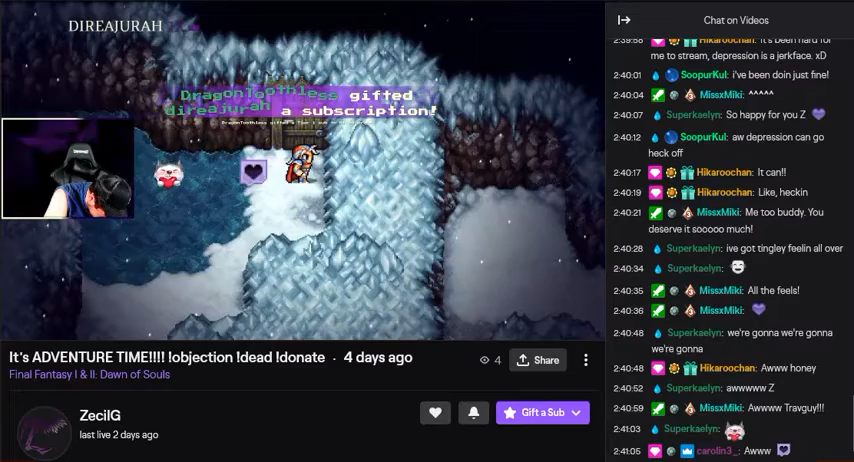 DIREAJURAH
DragonToothless gifted
direajurah a subscription!
Chat on Videos
2:39:58 Hikaroochan: It's been hard for
me to stream, depression is a jerkface. xD
2:40:01 SoopurKul: i've been doin just fine!
2:40:04 MissxMiki: ^^^^^
2:40:07 Superkaelyn: So happy for you Z
2:40:12 SoopurKul: aw depression can go
heck off
2:40:17 Hikaroochan: It can!!
2:40:19 Hikaroochan: Like, heckin
2:40:21 MissxMiki: Me too buddy. You
deserve it sooooo much!
2:40:28 Superkaelyn: ive got tingley feelin all over
2:40:34 Superkaelyn:
2:40:35 MissxMiki: All the feels!
2:40:36 MissxMiki:
2:40:48 Superkaelyn: we're gonna we're gonna
we're gonna
2:40:48 Hikaroochan: Awww honey
2:40:52 Superkaelyn: awwwww Z
2:40:59 MissxMiki: Awwww Travguy!!!
2:41:03 Superkaelyn:
2:41:05 carolin3_: Awww
It's ADVENTURE TIME!!!! !objection !dead !donate · 4 days ago
4
Share
Final Fantasy I & II: Dawn of Souls
ZecilG
last live 2 days ago
Gift a Sub